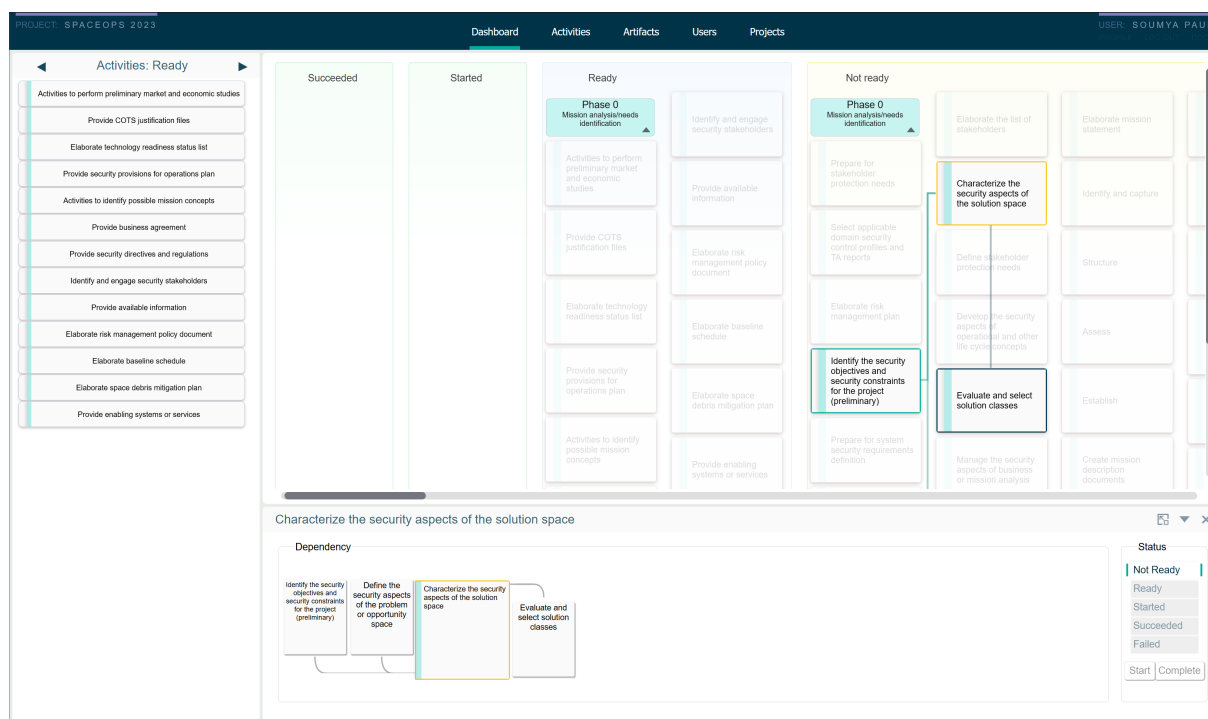 PROJECT: SPACEOPS 2023
Dashboard
Activities
Artifacts
Users
Projects
USER: SOUMYA PAU
Activities: Ready
Activities to perform preliminary market and economic studies
Provide COTS justification files
Elaborate technology readiness status list
Provide security provisions for operations plan
Activities to identify possible mission concepts
Provide business agreement
Provide security directives and regulations
Identify and engage security stakeholders
Provide available information
Elaborate risk management policy document
Elaborate baseline schedule
Elaborate space debris mitigation plan
Provide enabling systems or services
Succeeded
Started
Ready
Phase 0
Mission analysis/needs
identification
Activities to perform
preliminary market
and economic
studies
Provide COTS
justification files
Elaborate technology
readiness status list
Provide security
provisions for
operations plan
Activities to identify
possible mission
concepts
Identify and engage
security stakeholders
Provide available
information
Elaborate risk
management policy
document
Elaborate baseline
schedule
Elaborate space
debris mitigation plan
Provide enabling
systems or services
Not ready
Phase 0
Mission analysis/needs
identification
Prepare for
stakeholder
protection needs
Select applicable
domain security
control profiles and
TA reports
Elaborate risk
management plan
Identify the security
objectives and
security constraints
for the project
(preliminary)
Prepare for system
security requirements
definition
Elaborate the list of
stakeholders
Characterize the
security aspects of
the solution space
Define stakeholder
protection needs
Develop the security
aspects of
operational and other
life cycle concepts
Evaluate and select
solution classes
Manage the security
aspects of business
or mission analysis
Elaborate mission
statement
Identify and capture
Structure
Assess
Establish
Create mission
description
documents
Characterize the security aspects of the solution space
Dependency
Identify the security
objectives and
security constraints
for the project
(preliminary)
Define the
security aspects
of the problem
or opportunity
space
Characterize the security
aspects of the solution
space
Evaluate and
select solution
classes
Status
Not Ready
Ready
Started
Succeeded
Failed
Start
Complete